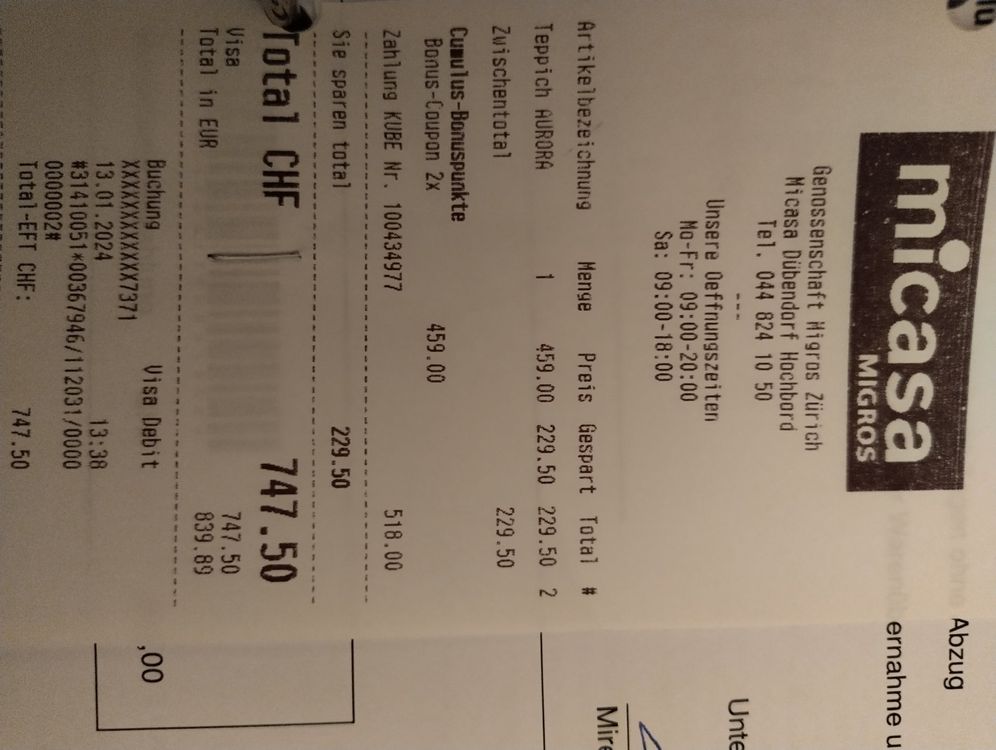 micasa
MIGROS
Genossenschaft Migros Zürich
Micasa Dübendorf Hochbord
Tel. 044 824 10 50
---
Unsere Oeffnungszeiten
Mo-Fr: 09:00-20:00
Sa: 09:00-18:00
Artikelbezeichnung Menge Preis Gespart Total #
Teppich AURORA 1 459.00 229.50 229.50 2
Zwischentotal 229.50
Cumulus-Bonuspunkte
Bonus-Coupon 2x 459.00
Zahlung KUBE Nr. 100434977 518.00
Sie sparen total 229.50
Total CHF 747.50
Visa 747.50
Total in EUR 839.89
Buchung Visa Debit
XXXXXXXXXXXX7371
13.01.2024 13:38
#31410051*00367946/112031/0000
0000002#
Total-EFT CHF: 747.50
Abzug
ernahme u
Unte
Mire
,00